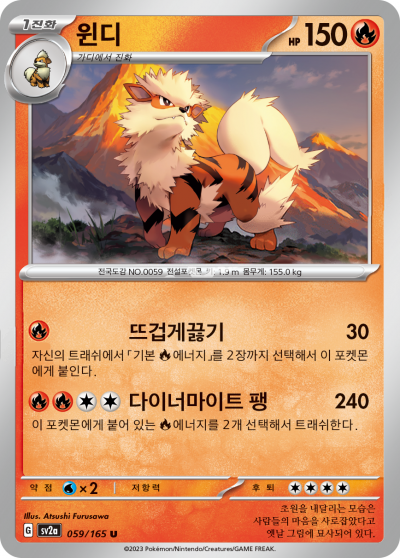 1진화 윈디 HP 150
가디에서 진화
전국도감 NO.0059 전설포켓몬 키: 1.9 m 몸무게: 155.0 kg
뜨겁게끓기 30
자신의 트래쉬에서 「기본 에너지」를 2장까지 선택해서 이 포켓몬
에게 붙인다.
다이너마이트 팽 240
이 포켓몬에게 붙어 있는 에너지를 2개 선택해서 트래쉬한다.
약점 ×2 저항력 후퇴
Illus. Atsushi Furusawa
G sv2a 059/165 U
초원을 내달리는 모습은
사람들의 마음을 사로잡았다고
옛날 그림에 묘사되어 있다.
©2023 Pokémon/Nintendo/Creatures/GAME FREAK.